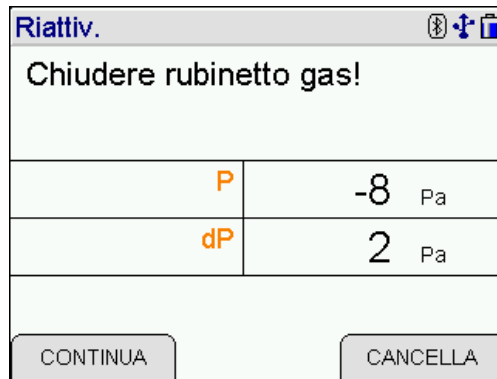 Riattiv.
Chiudere rubinetto gas!
P -8 Pa
dP 2 Pa
CONTINUA CANCELLA